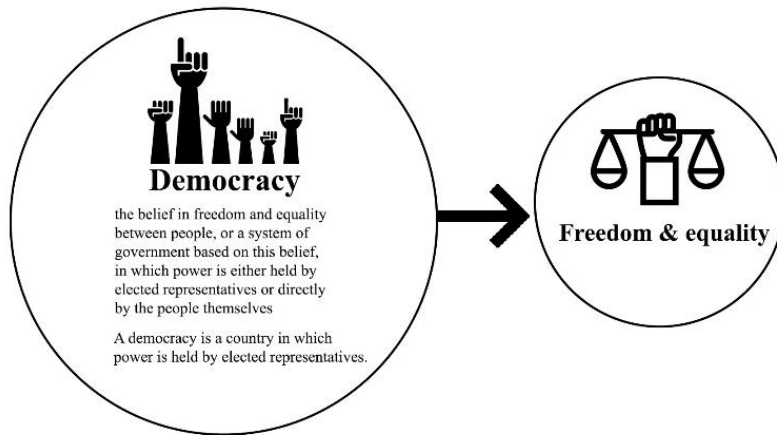 Democracy
the belief in freedom and equality
between people, or a system of
government based on this belief,
in which power is either held by
elected representatives or directly
by the people themselves
A democracy is a country in which
power is held by elected representatives.
Freedom & equality